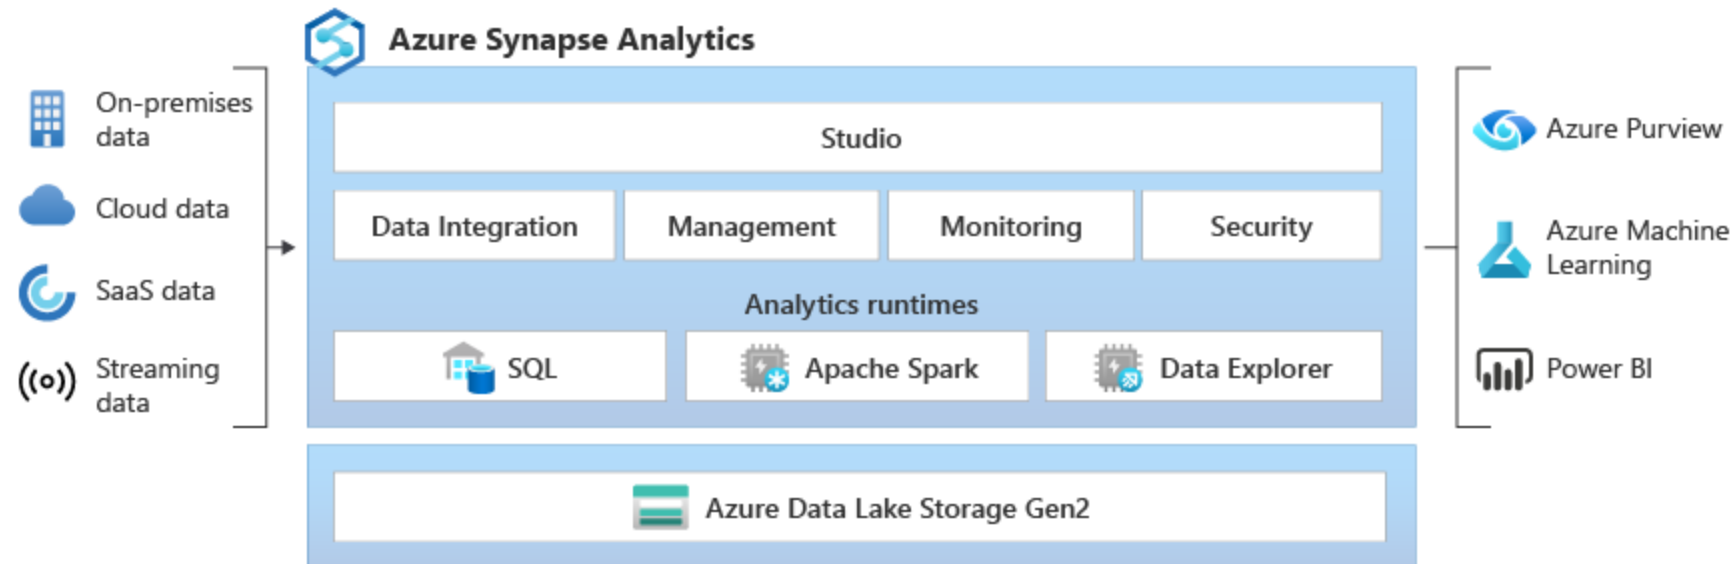 Azure Synapse Analytics
On-premises
data
Cloud data
SaaS data
Streaming
data
Studio
Data Integration
Management
Monitoring
Security
Analytics runtimes
SQL
Apache Spark
Data Explorer
Azure Data Lake Storage Gen2
Azure Purview
Azure Machine
Learning
Power BI